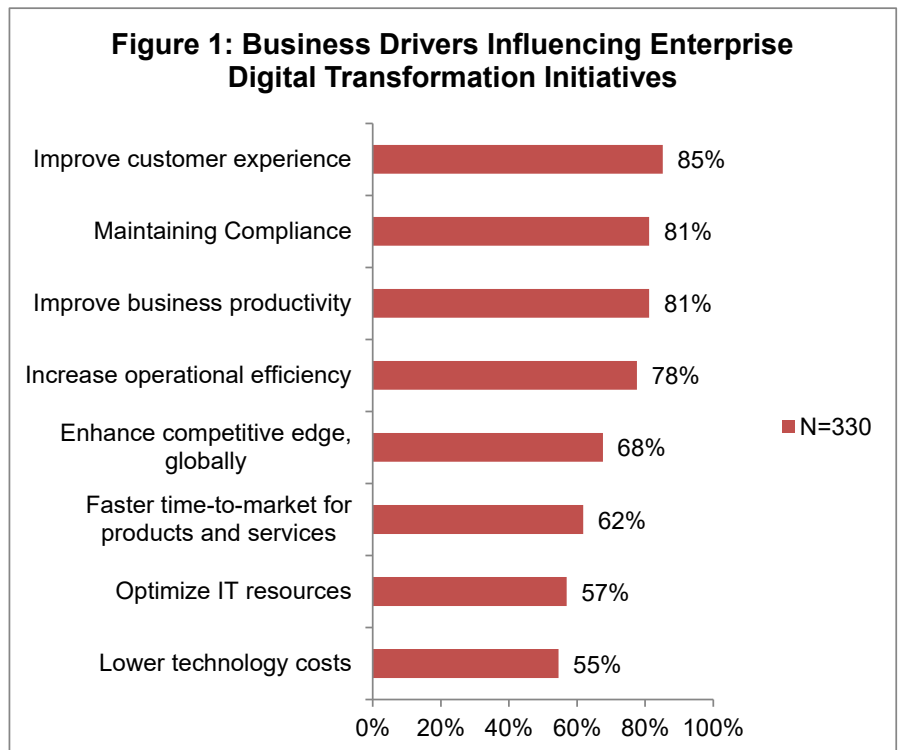 Figure 1: Business Drivers Influencing Enterprise
Digital Transformation Initiatives
Improve customer experience
85%
Maintaining Compliance
81%
Improve business productivity
81%
Increase operational efficiency
78%
Enhance competitive edge,
globally
68%
Faster time-to-market for
products and services
62%
Optimize IT resources
57%
Lower technology costs
55%
N=330
0% 20% 40% 60% 80% 100%